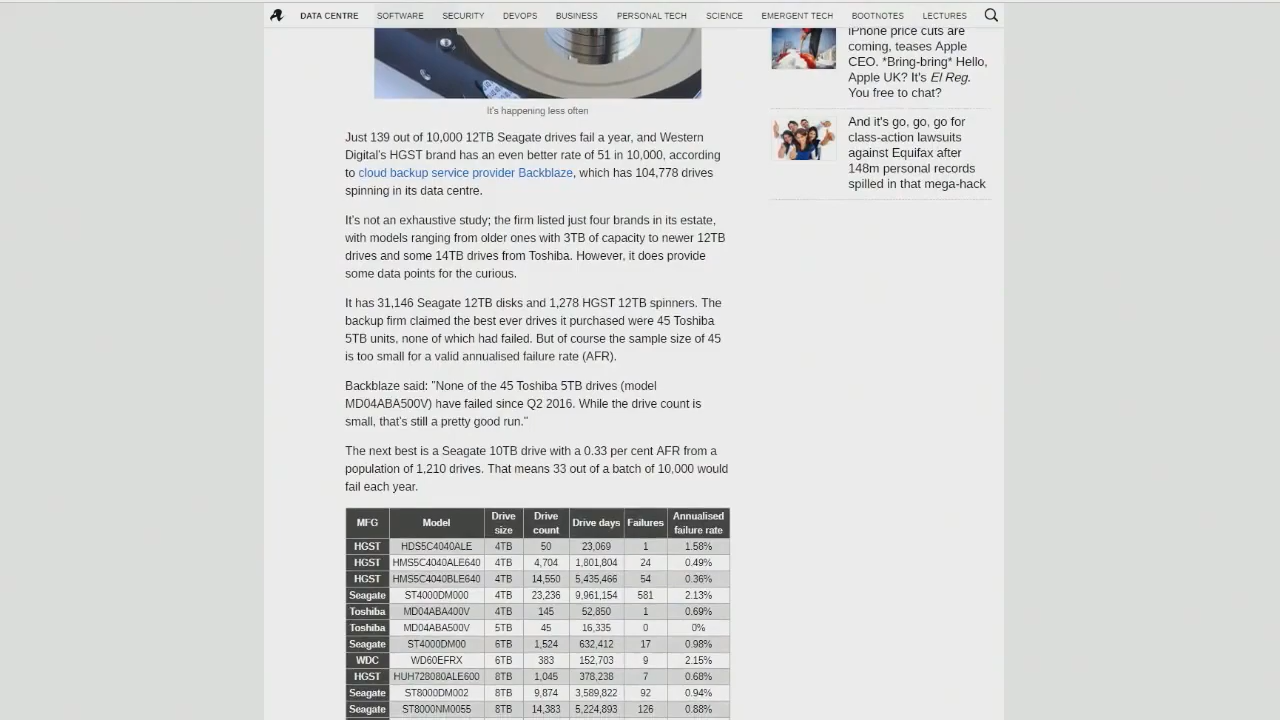 DATA CENTRE SOFTWARE SECURITY DEVOPS BUSINESS PERSONAL TECH SCIENCE EMERGENT TECH BOOTNOTES LECTURES
It's happening less often
Just 139 out of 10,000 12TB Seagate drives fail a year, and Western
Digital's HGST brand has an even better rate of 51 in 10,000, according
to cloud backup service provider Backblaze, which has 104,778 drives
spinning in its data centre.
It's not an exhaustive study; the firm listed just four brands in its estate,
with models ranging from older ones with 3TB of capacity to newer 12TB
drives and some 14TB drives from Toshiba. However, it does provide
some data points for the curious.
It has 31,146 Seagate 12TB disks and 1,278 HGST 12TB spinners. The
backup firm claimed the best ever drives it purchased were 45 Toshiba
5TB units, none of which had failed. But of course the sample size of 45
is too small for a valid annualised failure rate (AFR).
Backblaze said: "None of the 45 Toshiba 5TB drives (model
MD04ABA500V) have failed since Q2 2016. While the drive count is
small, that's still a pretty good run."
The next best is a Seagate 10TB drive with a 0.33 per cent AFR from a
population of 1,210 drives. That means 33 out of a batch of 10,000 would
fail each year.
MFG Model Drive size Drive count Drive days Failures Annualised failure rate
HGST HDS5C4040ALE 4TB 50 23,069 1 1.58%
HGST HMS5C4040ALE640 4TB 4,704 1,801,804 24 0.49%
HGST HMS5C4040BLE640 4TB 14,550 5,435,466 54 0.36%
Seagate ST4000DM000 4TB 23,236 9,961,154 581 2.13%
Toshiba MD04ABA400V 4TB 145 52,850 1 0.69%
Toshiba MD04ABA500V 5TB 45 16,335 0 0%
Seagate ST4000DM00 6TB 1,524 632,412 17 0.98%
WDC WD60EFRX 6TB 383 152,703 9 2.15%
HGST HUH728080ALE600 8TB 1,045 378,238 7 0.68%
Seagate ST8000DM002 8TB 9,874 3,589,822 92 0.94%
Seagate ST8000NM0055 8TB 14,383 5,224,893 126 0.88%
iPhone price cuts are
coming, teases Apple
CEO. *Bring-bring* Hello,
Apple UK? It's El Reg.
You free to chat?
And it's go, go, go for
class-action lawsuits
against Equifax after
148m personal records
spilled in that mega-hack